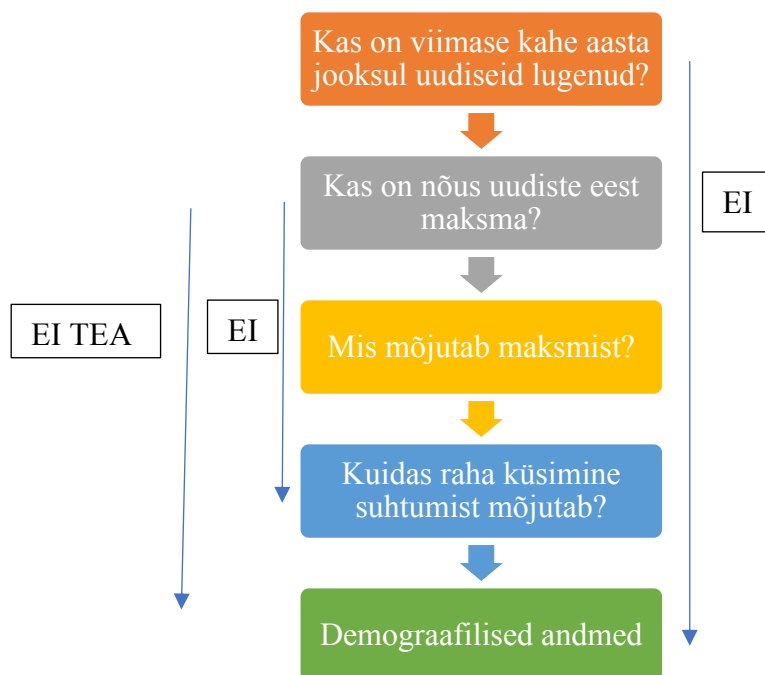 Kas on viimase kahe aasta
jooksul uudiseid lugenud?
Kas on nõus uudiste eest
maksma?
EI
EI TEA
EI
Mis mõjutab maksmist?
Kuidas raha küsimine
suhtumist mõjutab?
Demograafilised andmed